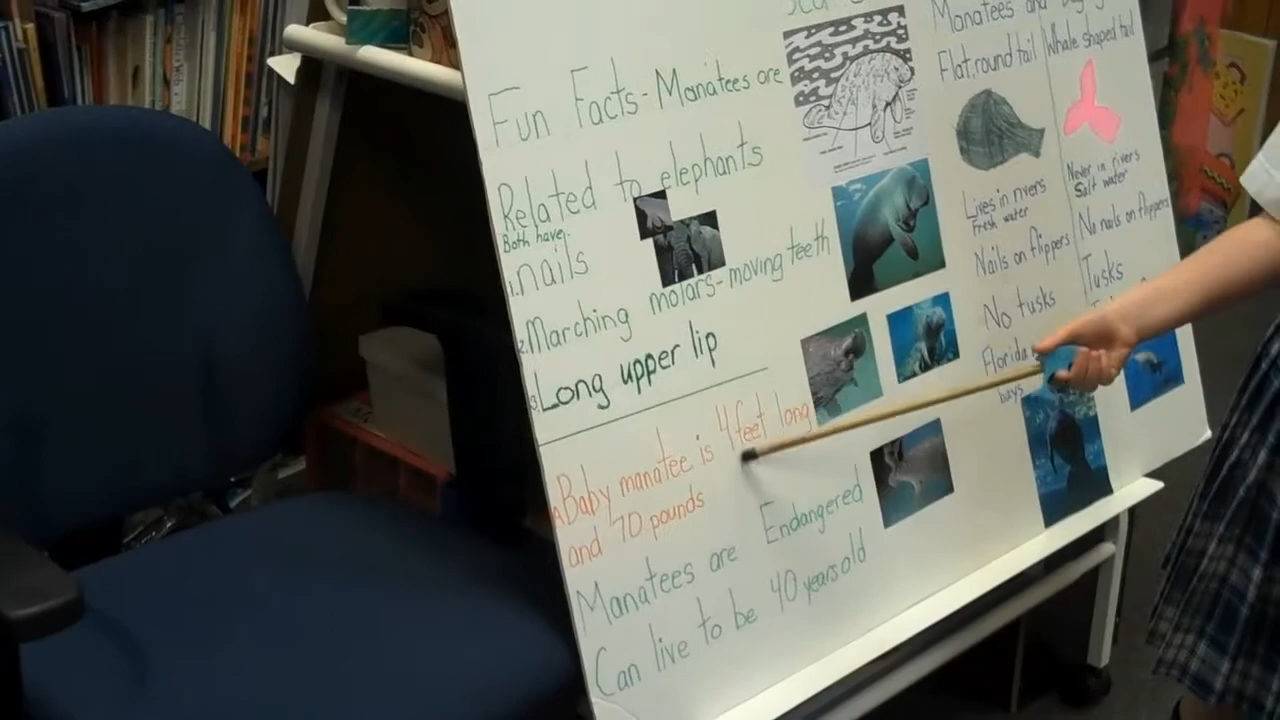 Fun Facts - Manatees are
Related to elephants
Both have.
1. nails
2. Marching molars - moving teeth
3. Long upper lip
A Baby manatee is 4 feet long
and 70 pounds
Manatees are Endangered
Can live to be 40 years old
Manatees and
Flat, round tail
Lives in rivers
Fresh water
Nails on flippers
No tusks
Florida
bays
Whale shaped tail
Never in rivers
Salt water
No nails on flippers
Tusks